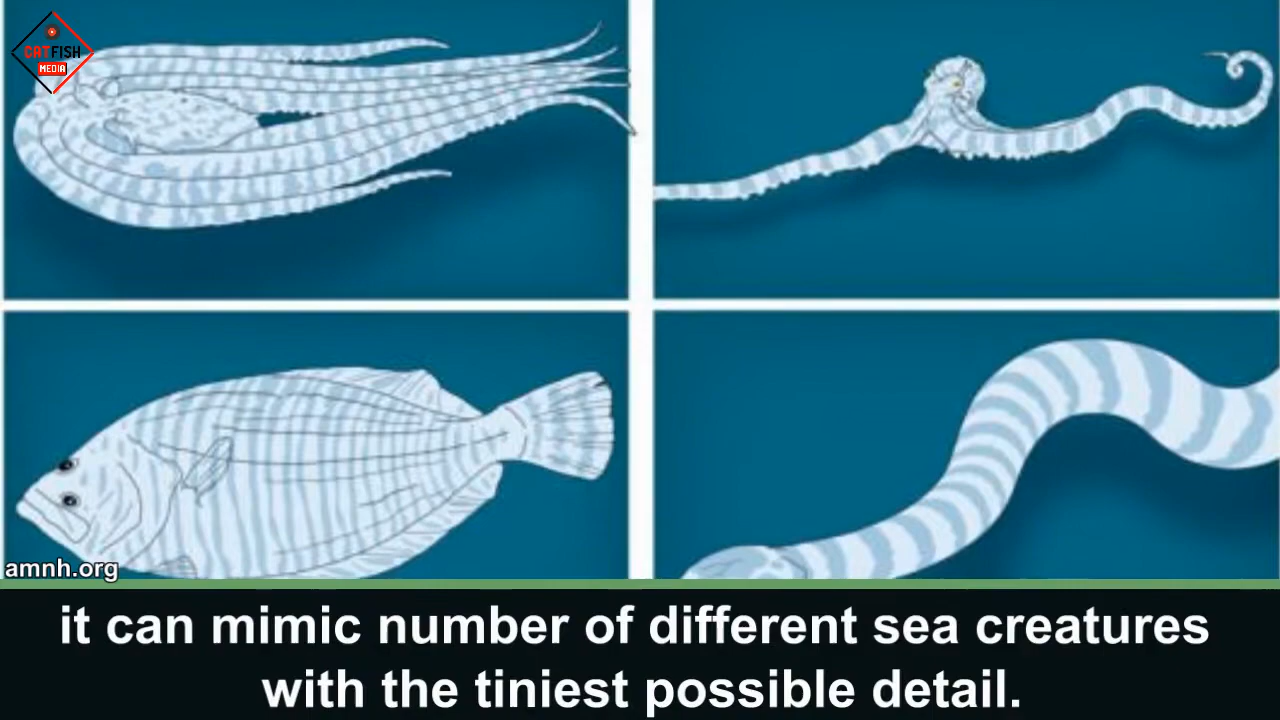 CATFISH
MEDIA
amnh.org
it can mimic number of different sea creatures
with the tiniest possible detail.